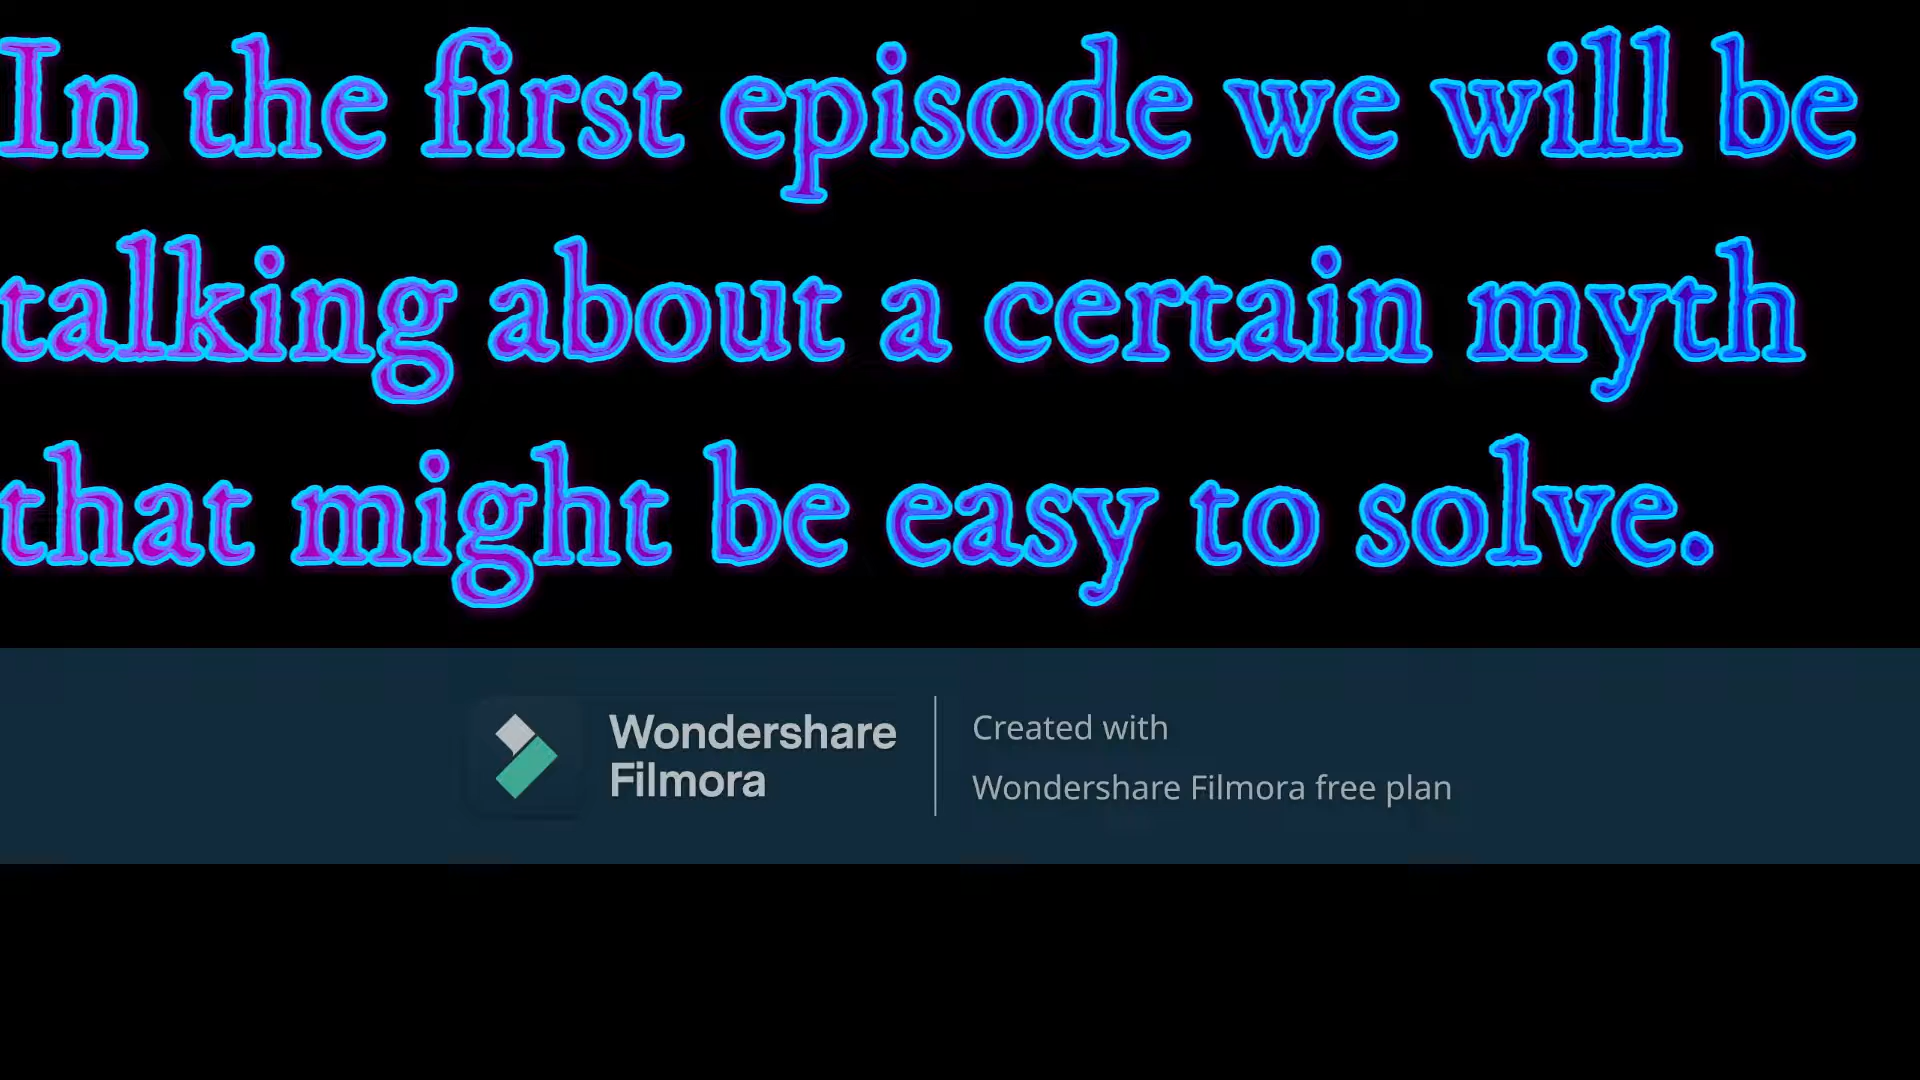 In the first episode we will be
talking about a certain myth
that might be easy to solve.
Wondershare
Filmora
Created with
Wondershare Filmora free plan